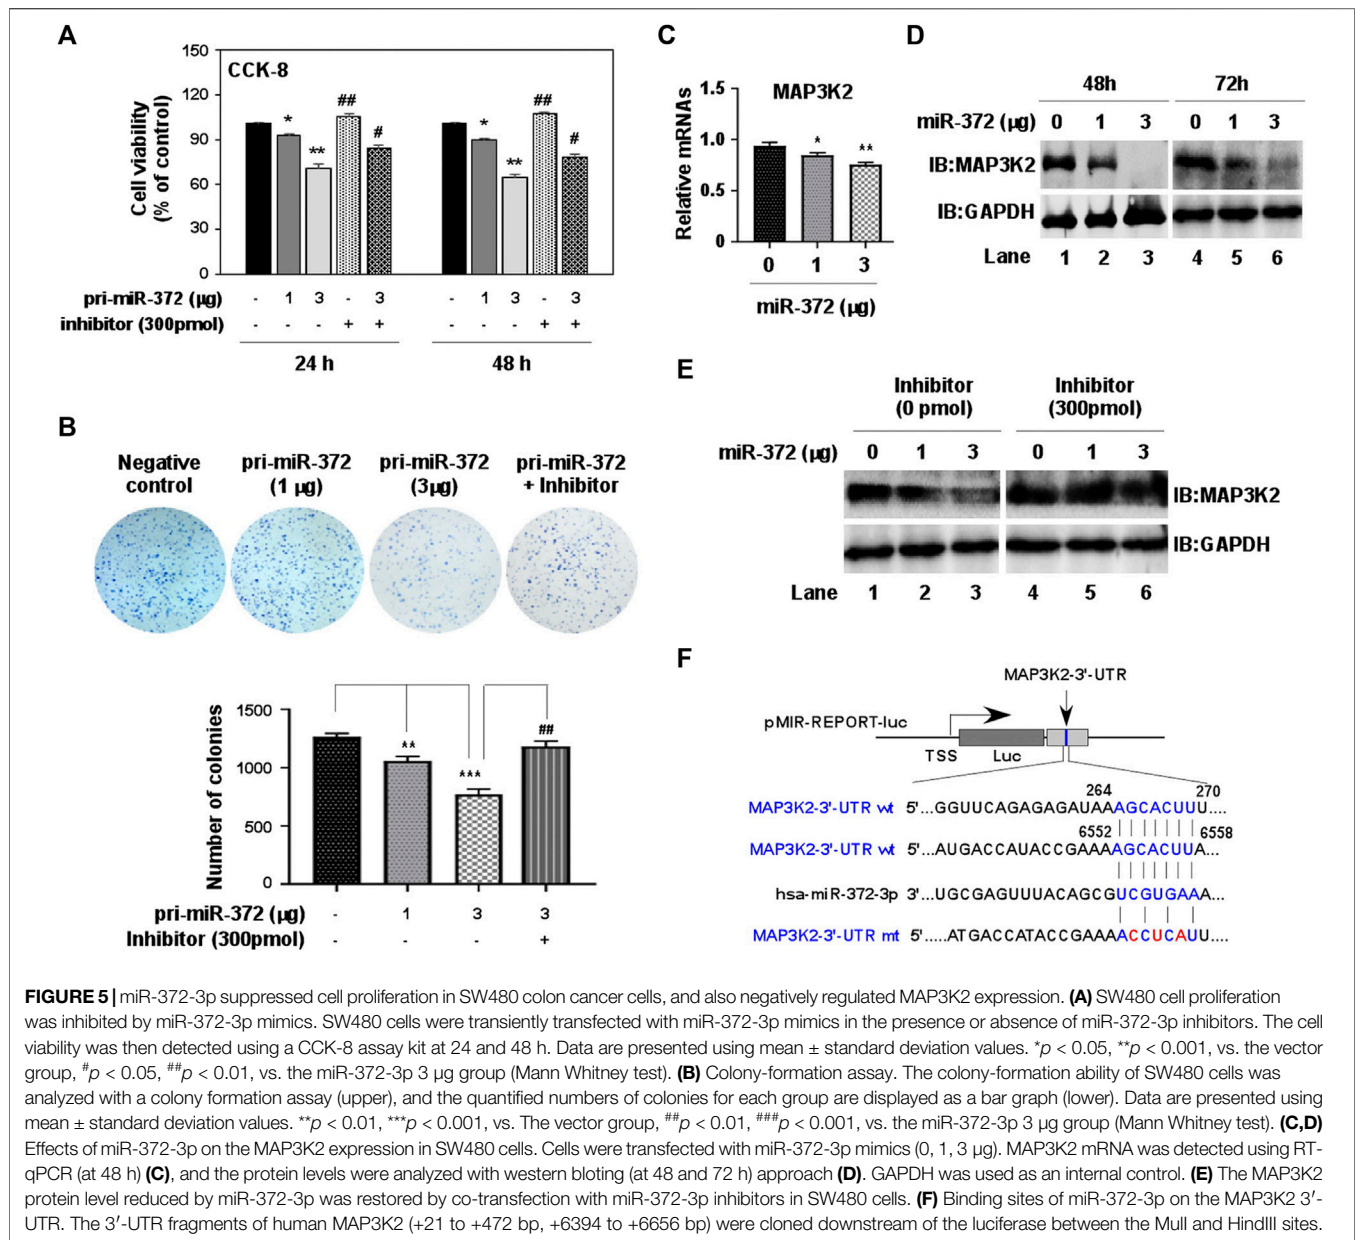 A
CCK-8
Cell viability
(% of control)
150
120
90
60
30
0
* ** ## # * ** ## #
pri-miR-372 (μg) - 1 3 - 3 - 1 3 - 3
inhibitor (300pmol) - - - + + - - - + +
24 h 48 h
B
Negative control
pri-miR-372 (1 μg)
pri-miR-372 (3μg)
pri-miR-372 + Inhibitor
Number of colonies
1500
1000
500
0
** *** ##
pri-miR-372 (μg) - 1 3 3
Inhibitor (300pmol) - - - +
C
MAP3K2
Relative mRNAs
1.5
1.0
0.5
0
* **
0 1 3
miR-372 (μg)
D
48h 72h
miR-372 (μg) 0 1 3 0 1 3
IB:MAP3K2
IB:GAPDH
Lane 1 2 3 4 5 6
E
Inhibitor (0 pmol)
Inhibitor (300pmol)
miR-372 (μg) 0 1 3 0 1 3
IB:MAP3K2
IB:GAPDH
Lane 1 2 3 4 5 6
F
MAP3K2-3'-UTR
pMIR-REPORT-luc
TSS Luc
264 270
MAP3K2-3'-UTR wt 5'...GGUUCAGAGAGAUAAAGCACUUU....
6552 6558
MAP3K2-3'-UTR wt 5'...AUGACCAUACCGAAAAGCACUUA...
hsa-miR-372-3p 3' UGCGAGUUUACAGCGUCGUGAAA...
MAP3K2-3'-UTR mt 5'.....ATGACCATACCGAAAACCUCAUU....
FIGURE 5 | miR-372-3p suppressed cell proliferation in SW480 colon cancer cells, and also negatively regulated MAP3K2 expression. (A) SW480 cell proliferation
was inhibited by miR-372-3p mimics. SW480 cells were transiently transfected with miR-372-3p mimics in the presence or absence of miR-372-3p inhibitors. The cell
viability was then detected using a CCK-8 assay kit at 24 and 48 h. Data are presented using mean ± standard deviation values. *p < 0.05, **p < 0.001, vs. the vector
group, #p < 0.05, ##p < 0.01, vs. the miR-372-3p 3 μg group (Mann Whitney test). (B) Colony-formation assay. The colony-formation ability of SW480 cells was
analyzed with a colony formation assay (upper), and the quantified numbers of colonies for each group are displayed as a bar graph (lower). Data are presented using
mean ± standard deviation values. **p < 0.01, ***p < 0.001, vs. The vector group, ##p < 0.01, ###p < 0.001, vs. the miR-372-3p 3 μg group (Mann Whitney test). (C,D)
Effects of miR-372-3p on the MAP3K2 expression in SW480 cells. Cells were transfected with miR-372-3p mimics (0, 1, 3 μg). MAP3K2 mRNA was detected using RT-
qPCR (at 48 h) (C), and the protein levels were analyzed with western bloting (at 48 and 72 h) approach (D). GAPDH was used as an internal control. (E) The MAP3K2
protein level reduced by miR-372-3p was restored by co-transfection with miR-372-3p inhibitors in SW480 cells. (F) Binding sites of miR-372-3p on the MAP3K2 3′-
UTR. The 3′-UTR fragments of human MAP3K2 (+21 to +472 bp, +6394 to +6656 bp) were cloned downstream of the luciferase between the MulI and HindIII sites.